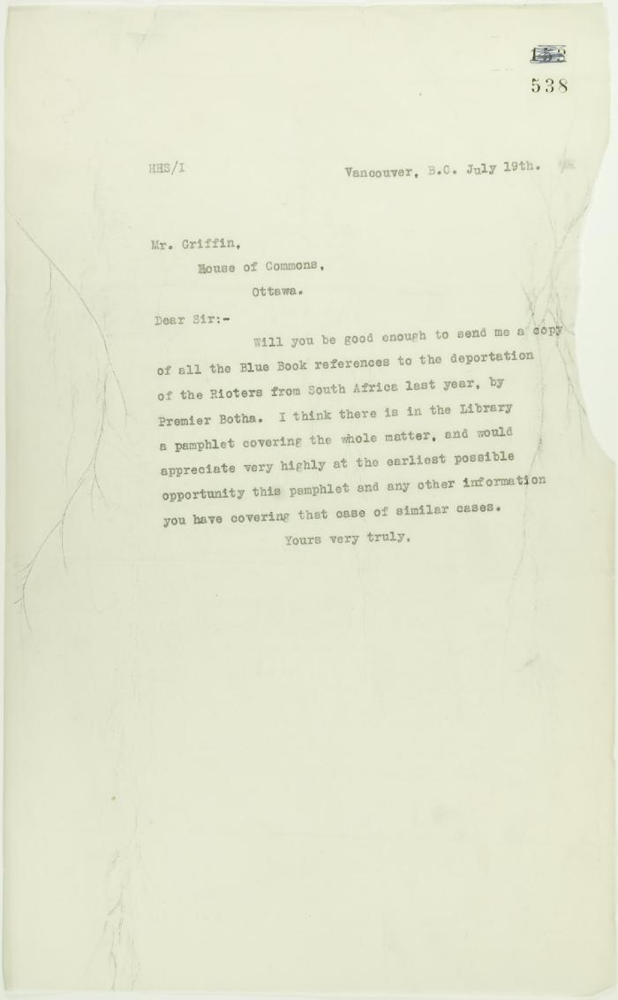 538
HHS/I
Vancouver, B.C. July 19th.
Mr. Griffin,
House of Commons,
Ottawa.
Dear Sir:-
Will you be good enough to send me a copy
of all the Blue Book references to the deportation
of the Rioters from South Africa last year, by
Premier Botha. I think there is in the Library
a pamphlet covering the whole matter, and would
appreciate very highly at the earliest possible
opportunity this pamphlet and any other information
you have covering that case of similar cases.
Yours very truly,